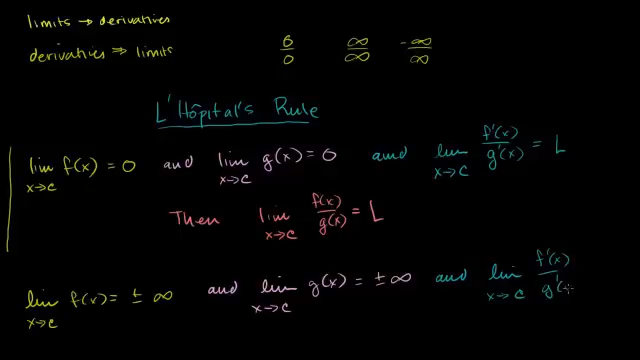 limits → derivatives
derivatives ⇒ limits
0/0 ∞/∞ -∞/∞
L'Hôpital's Rule
lim x→c f(x) = 0 and lim x→c g(x) = 0 and lim x→c f'(x)/g'(x) = L
Then lim x→c f(x)/g(x) = L
lim x→c f(x) = ± ∞ and lim x→c g(x) = ± ∞ and lim x→c f'(x)/g'(